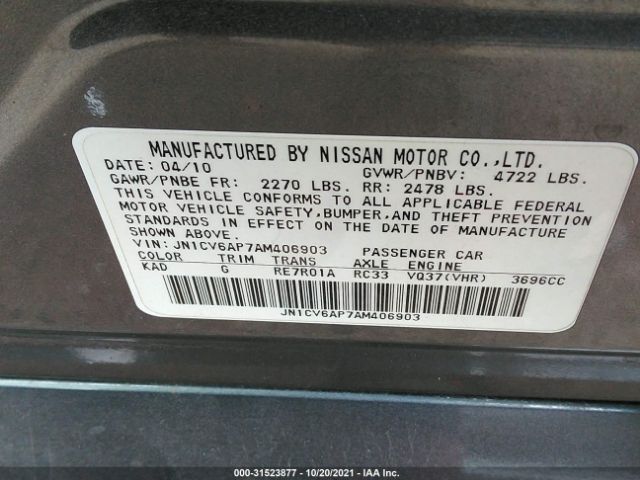 MANUFACTURED BY NISSAN MOTOR CO.,LTD.
DATE: 04/10 GVWR/PNBV: 4722 LBS.
GAWR/PNBE FR: 2270 LBS. RR: 2478 LBS.
THIS VEHICLE CONFORMS TO ALL APPLICABLE FEDERAL
MOTOR VEHICLE SAFETY, BUMPER, AND THEFT PREVENTION
STANDARDS IN EFFECT ON THE DATE OF MANUFACTURE
SHOWN ABOVE.
VIN: JN1CV6AP7AM406903 PASSENGER CAR
COLOR TRIM TRANS AXLE ENGINE
KAD G RE7R01A RC33 VQ37(VHR) 3696CC
JN1CV6AP7AM406903
000-31523877 - 10/20/2021 - IAA Inc.